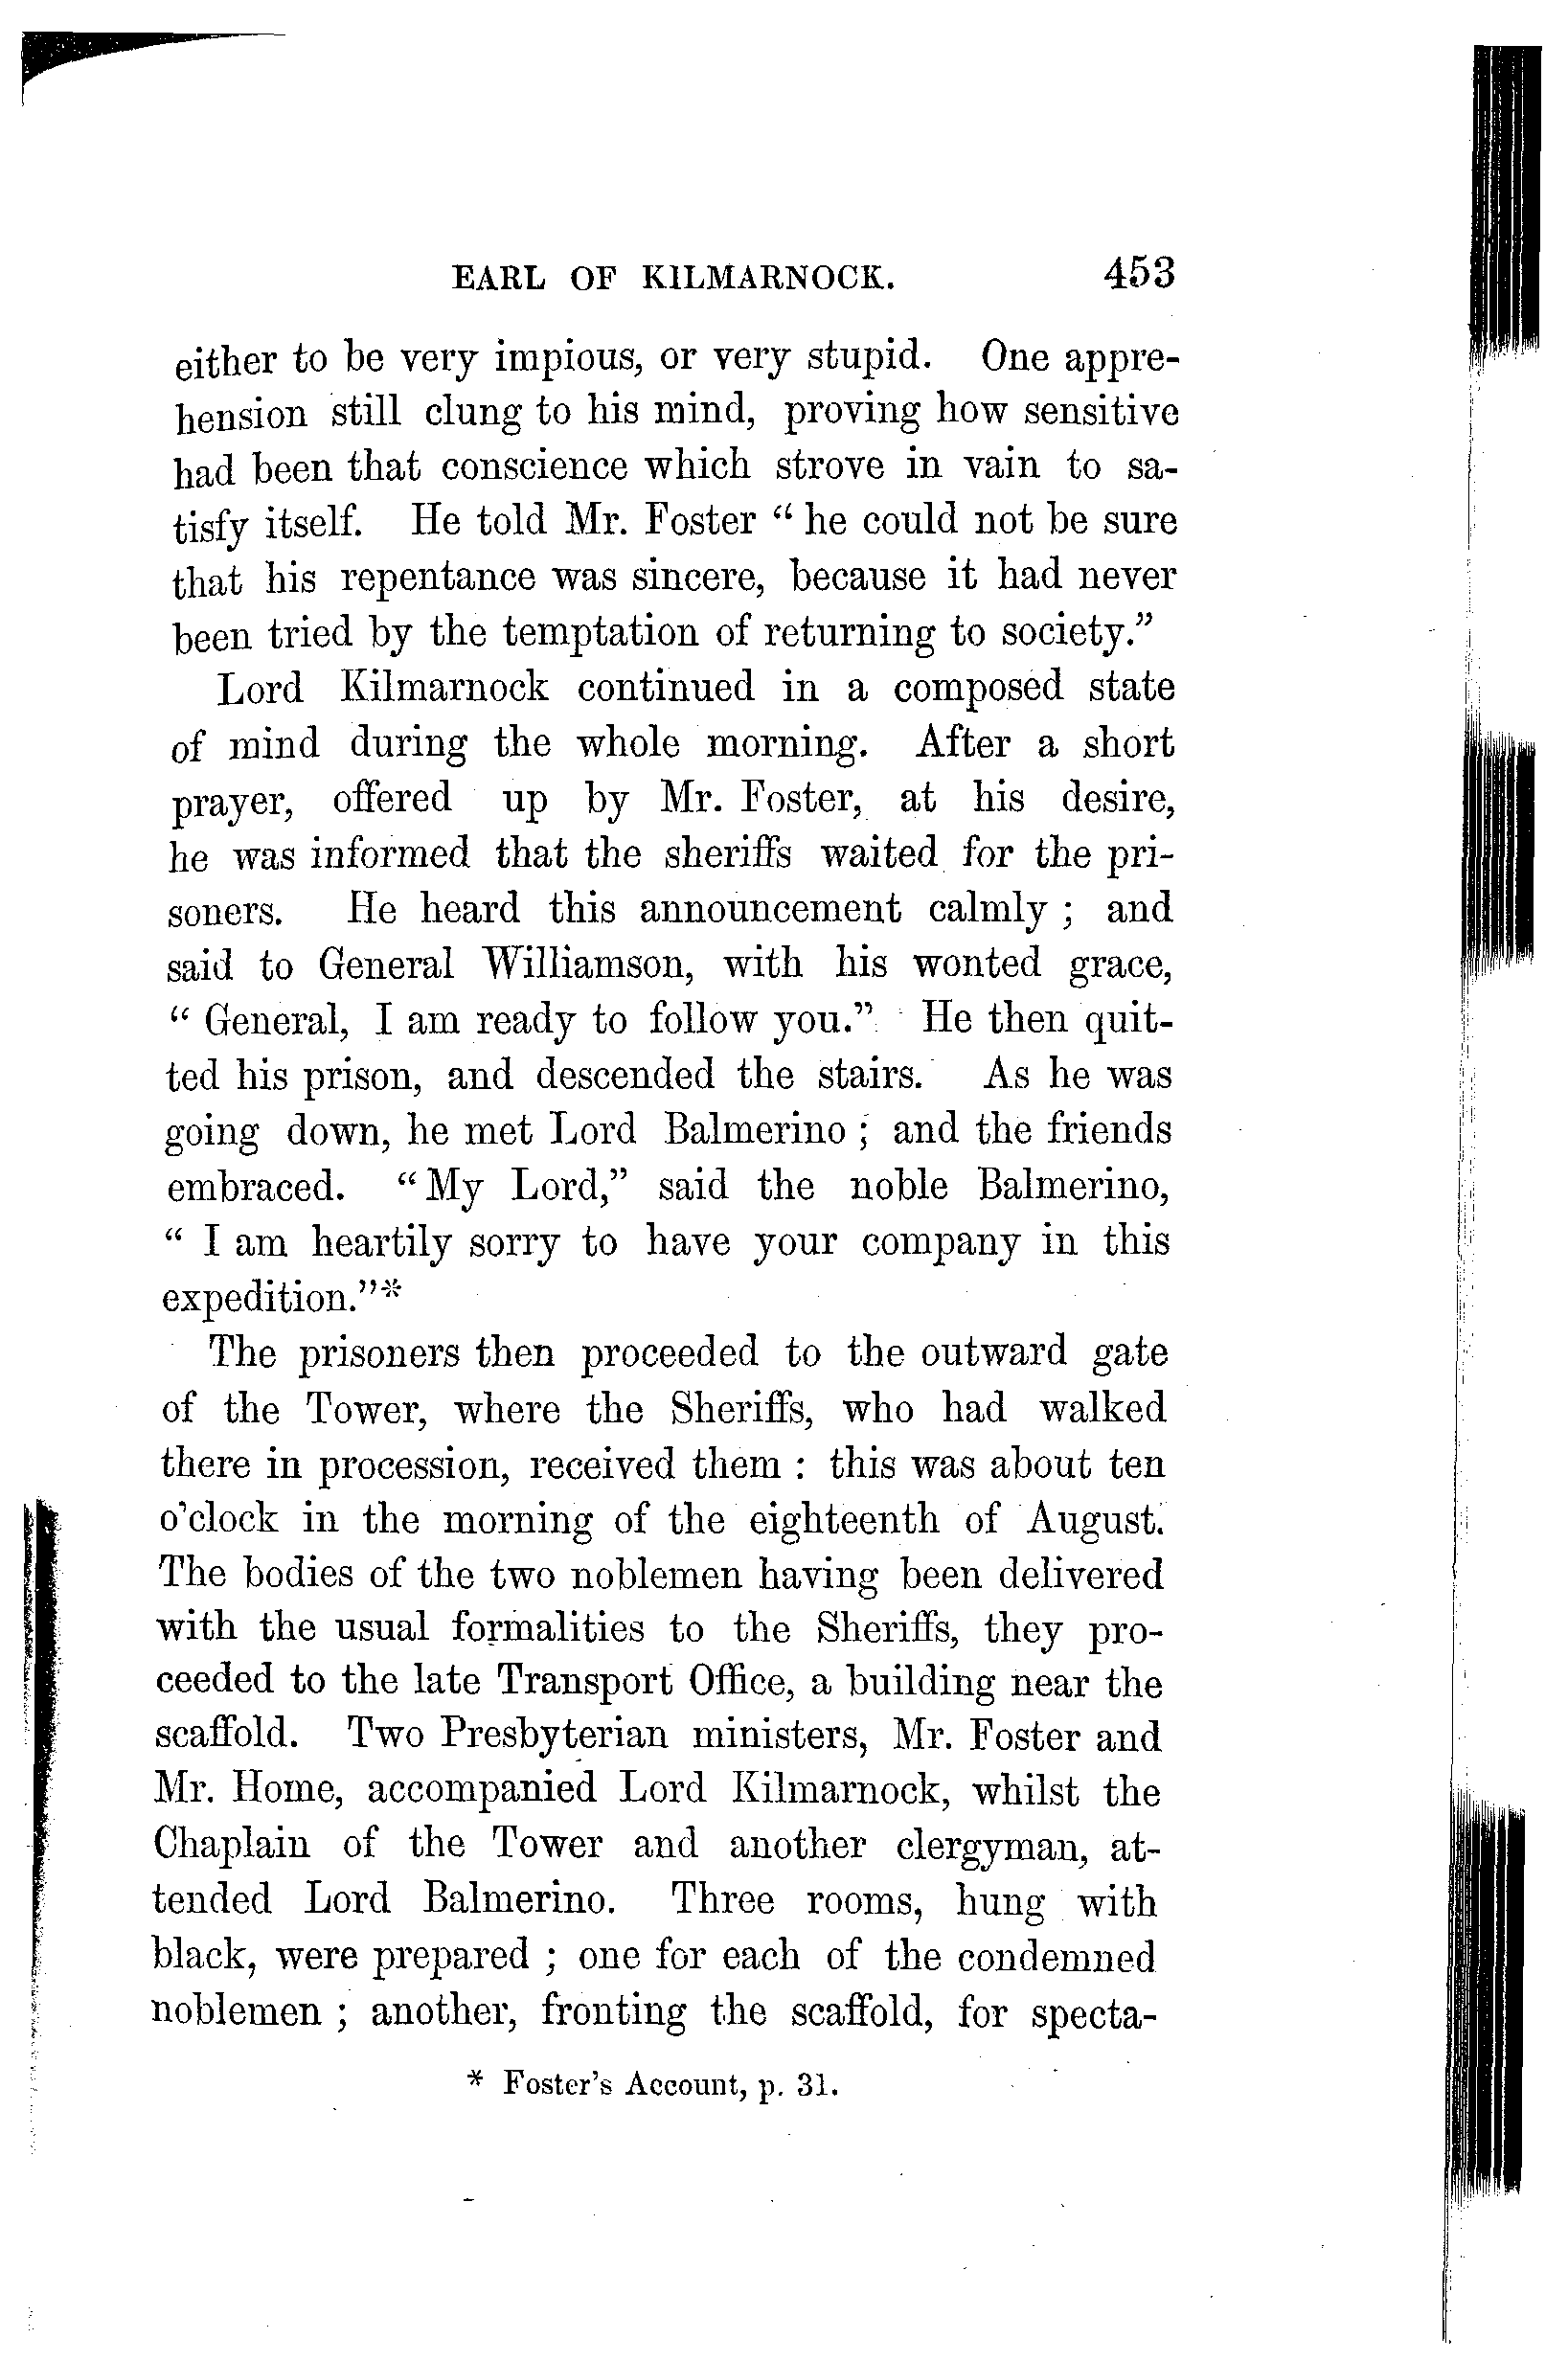 EARL OF KILMARNOCK. 453
either to be very impious, or very stupid. One appre-
hension still clung to his mind, proving how sensitive
had been that conscience which strove in vain to sa-
tisfy itself. He told Mr. Foster “ he could not be sure
that his repentance was sincere, because it had never
been tried by the temptation of returning to society.”
Lord Kilmarnock continued in a composed state
of mind during the whole morning. After a short
prayer, offered up by Mr. Foster, at his desire,
he was informed that the sheriffs waited for the pri-
soners. He heard this announcement calmly ; and
said to General Williamson, with his wonted grace,
“ General, I am ready to follow you.” He then quit-
ted his prison, and descended the stairs. As he was
going down, he met Lord Balmerino ; and the friends
embraced. “ My Lord,” said the noble Balmerino,
“ I am heartily sorry to have your company in this
expedition.”*
The prisoners then proceeded to the outward gate
of the Tower, where the Sheriffs, who had walked
there in procession, received them : this was about ten
o’clock in the morning of the eighteenth of August.
The bodies of the two noblemen having been delivered
with the usual formalities to the Sheriffs, they pro-
ceeded to the late Transport Office, a building near the
scaffold. Two Presbyterian ministers, Mr. Foster and
Mr. Home, accompanied Lord Kilmarnock, whilst the
Chaplain of the Tower and another clergyman, at-
tended Lord Balmerino. Three rooms, hung with
black, were prepared ; one for each of the condemned
noblemen ; another, fronting the scaffold, for specta-
* Foster’s Account, p. 31.